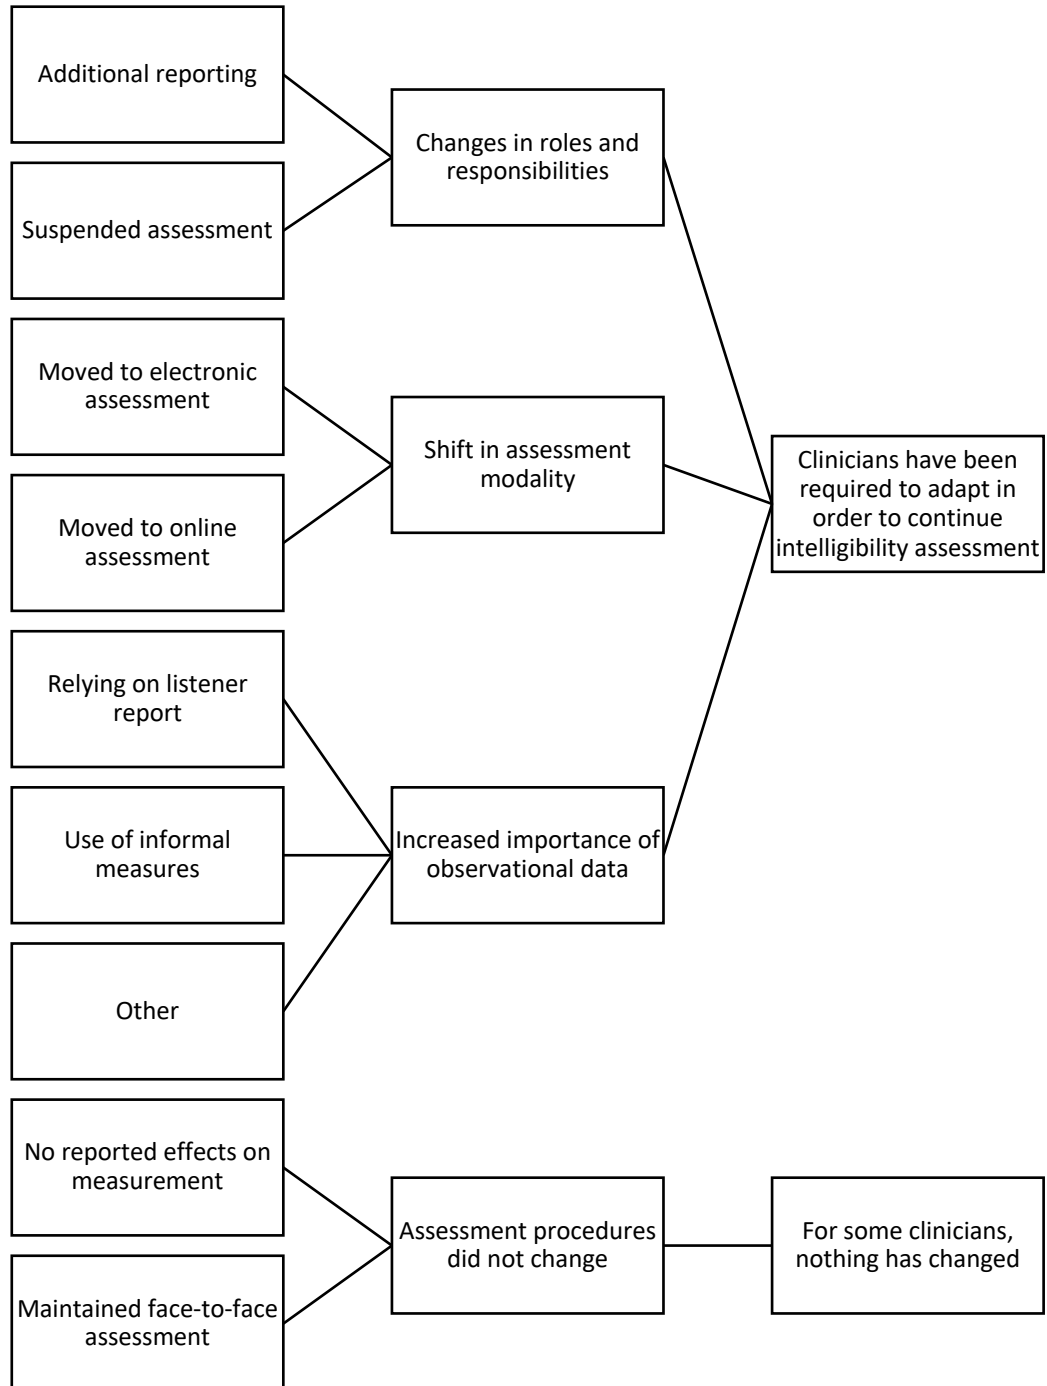 Additional reporting
Suspended assessment
Changes in roles and
responsibilities
Moved to electronic
assessment
Moved to online
assessment
Shift in assessment
modality
Clinicians have been
required to adapt in
order to continue
intelligibility assessment
Relying on listener
report
Use of informal
measures
Other
Increased importance of
observational data
No reported effects on
measurement
Maintained face-to-face
assessment
Assessment procedures
did not change
For some clinicians,
nothing has changed